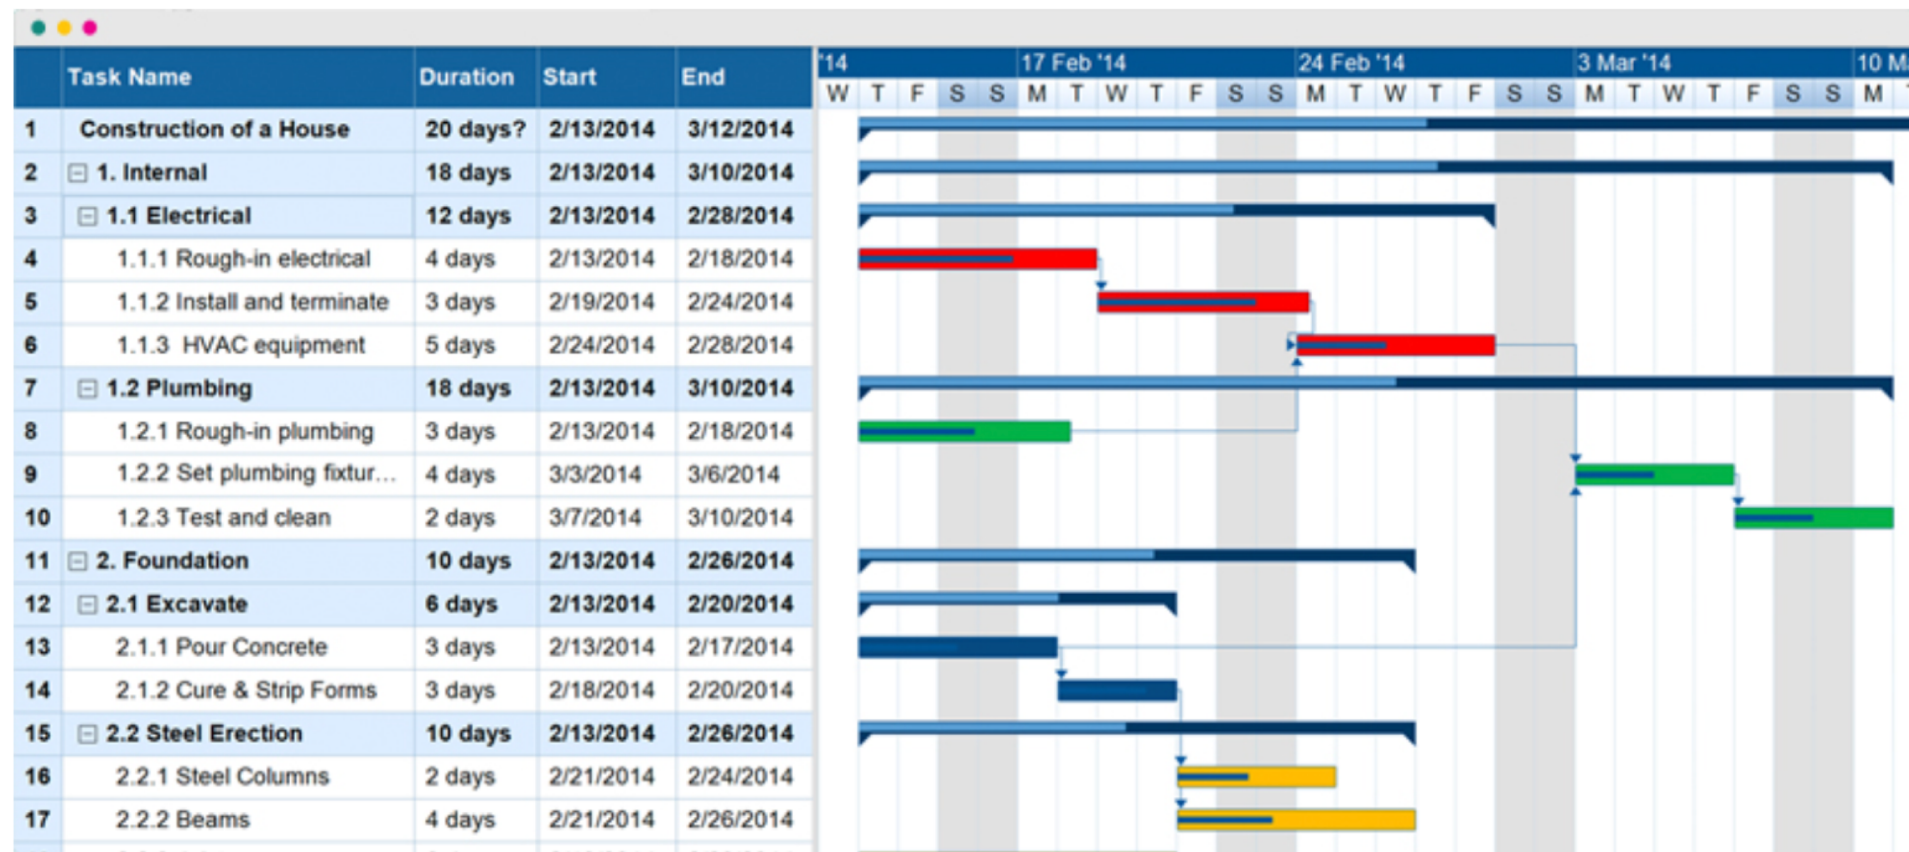 '14 17 Feb '14 24 Feb '14 3 Mar '14
Task Name Duration Start End
W T F S S M T W T F S S M T W T F S S M T W T F S S M
1 Construction of a House 20 days? 2/13/2014 3/12/2014
2 1. Internal 18 days 2/13/2014 3/10/2014
3 1.1 Electrical 12 days 2/13/2014 2/28/2014
4 1.1.1 Rough-in electrical 4 days 2/13/2014 2/18/2014
5 1.1.2 Install and terminate 3 days 2/19/2014 2/24/2014
6 1.1.3 HVAC equipment 5 days 2/24/2014 2/28/2014
7 1.2 Plumbing 18 days 2/13/2014 3/10/2014
8 1.2.1 Rough-in plumbing 3 days 2/13/2014 2/18/2014
9 1.2.2 Set plumbing fixtur... 4 days 3/3/2014 3/6/2014
10 1.2.3 Test and clean 2 days 3/7/2014 3/10/2014
11 2. Foundation 10 days 2/13/2014 2/26/2014
12 2.1 Excavate 6 days 2/13/2014 2/20/2014
13 2.1.1 Pour Concrete 3 days 2/13/2014 2/17/2014
14 2.1.2 Cure & Strip Forms 3 days 2/18/2014 2/20/2014
15 2.2 Steel Erection 10 days 2/13/2014 2/26/2014
16 2.2.1 Steel Columns 2 days 2/21/2014 2/24/2014
17 2.2.2 Beams 4 days 2/21/2014 2/26/2014